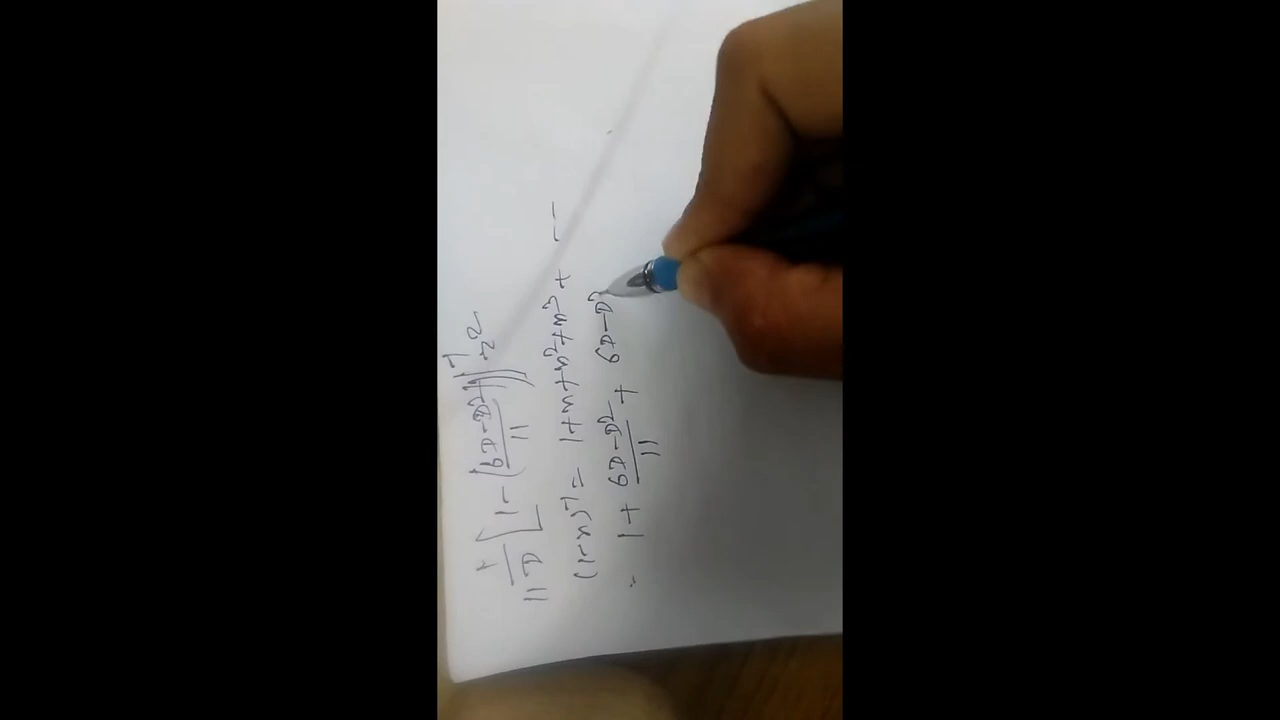 1/11D [1-(6D-D²/11)]⁻¹ x²
(1-x)⁻¹ = 1+x+x²+x³+ --
= 1 + 6D-D²/11 + 6D-D²